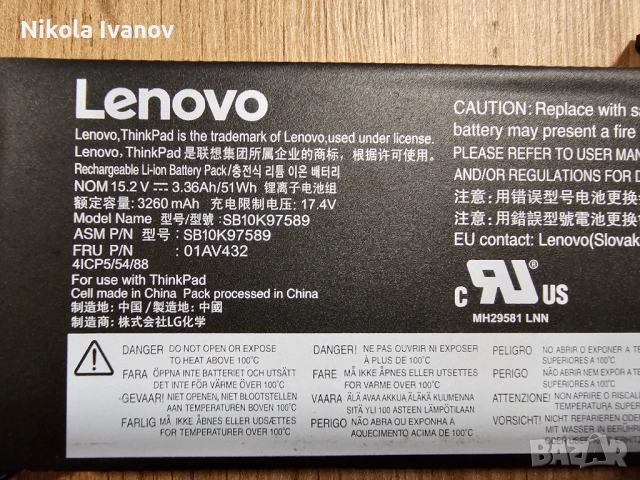 Nikola Ivanov
Lenovo
Lenovo,ThinkPad is the trademark of Lenovo,used under license.
Lenovo, ThinkPad 是联想集团所属企业的商标，根据许可使用。
Rechargeable Li-ion Battery Pack/충전식 리튬 이온 배터리
NOM 15.2 V ⎓ 3.36Ah/51Wh 锂离子电池组
额定容量: 3260 mAh 充电限制电压: 17.4V
Model Name 型号/型號: SB10K97589
ASM P/N 型号: SB10K97589
FRU P/N : 01AV432
4ICP5/54/88
For use with ThinkPad
Cell made in China Pack processed in China
制造地: 中国 / 製造地: 中國
制造商: 株式会社LG化学
CAUTION: Replace with
battery may present a fire
PLEASE REFER TO USER
AND/OR REGULATIONS FOR
注意: 用错误型号电池更换
注意: 用錯誤型號電池更換
EU contact: Lenovo(Slovak
C RU ® US
MH29581 LNN
DANGER DO NOT OPEN OR EXPOSE
TO HEAT ABOVE 100°C
FARA ÖPPNA INTE BATTERIET OCH UTSÄTT
DET INTE FÖR VÄRME ÖVER 100°C
GEVAAR! NIET OPENEN, NIET BLOOTSTELLEN
AAN TEMPERATUREN BOVEN 100°C
FARLIG MÅ IKKE ÅBNES ELLER UDSÆTTES
FOR TEMPERATURER OVER 100°C
DANGER NE PAS OUVRIR NI EXPOSER
À PLUS DE 100°C
FARE MÅ IKKE ÅPNES ELLER UTSETTES
FOR VARME OVER 100°C
VAARA ÄLÄ AVAA AKKUA ÄLÄKÄ KUUMENNA
SITÄ YLI 100 ASTEEN LÄMPÖTILAAN
PERIGO NÃO ABRA OU EXPONHA A
AQUECIMENTO ACIMA DE 100°C
PELIGRO NO ABRIR O EXPONER A
SUPERIORES A 100°C
PERIGO NÃO ABRIR NEM EXPOR A
SUPERIORES A 100°C
ATTENZIONE! NON APRIRE O
TEMPERATURA
VORSICHT! NICHT REPARIEREN ODER
MIT WASSER IN BERÜHRUNG
ÜBER
BAZAR